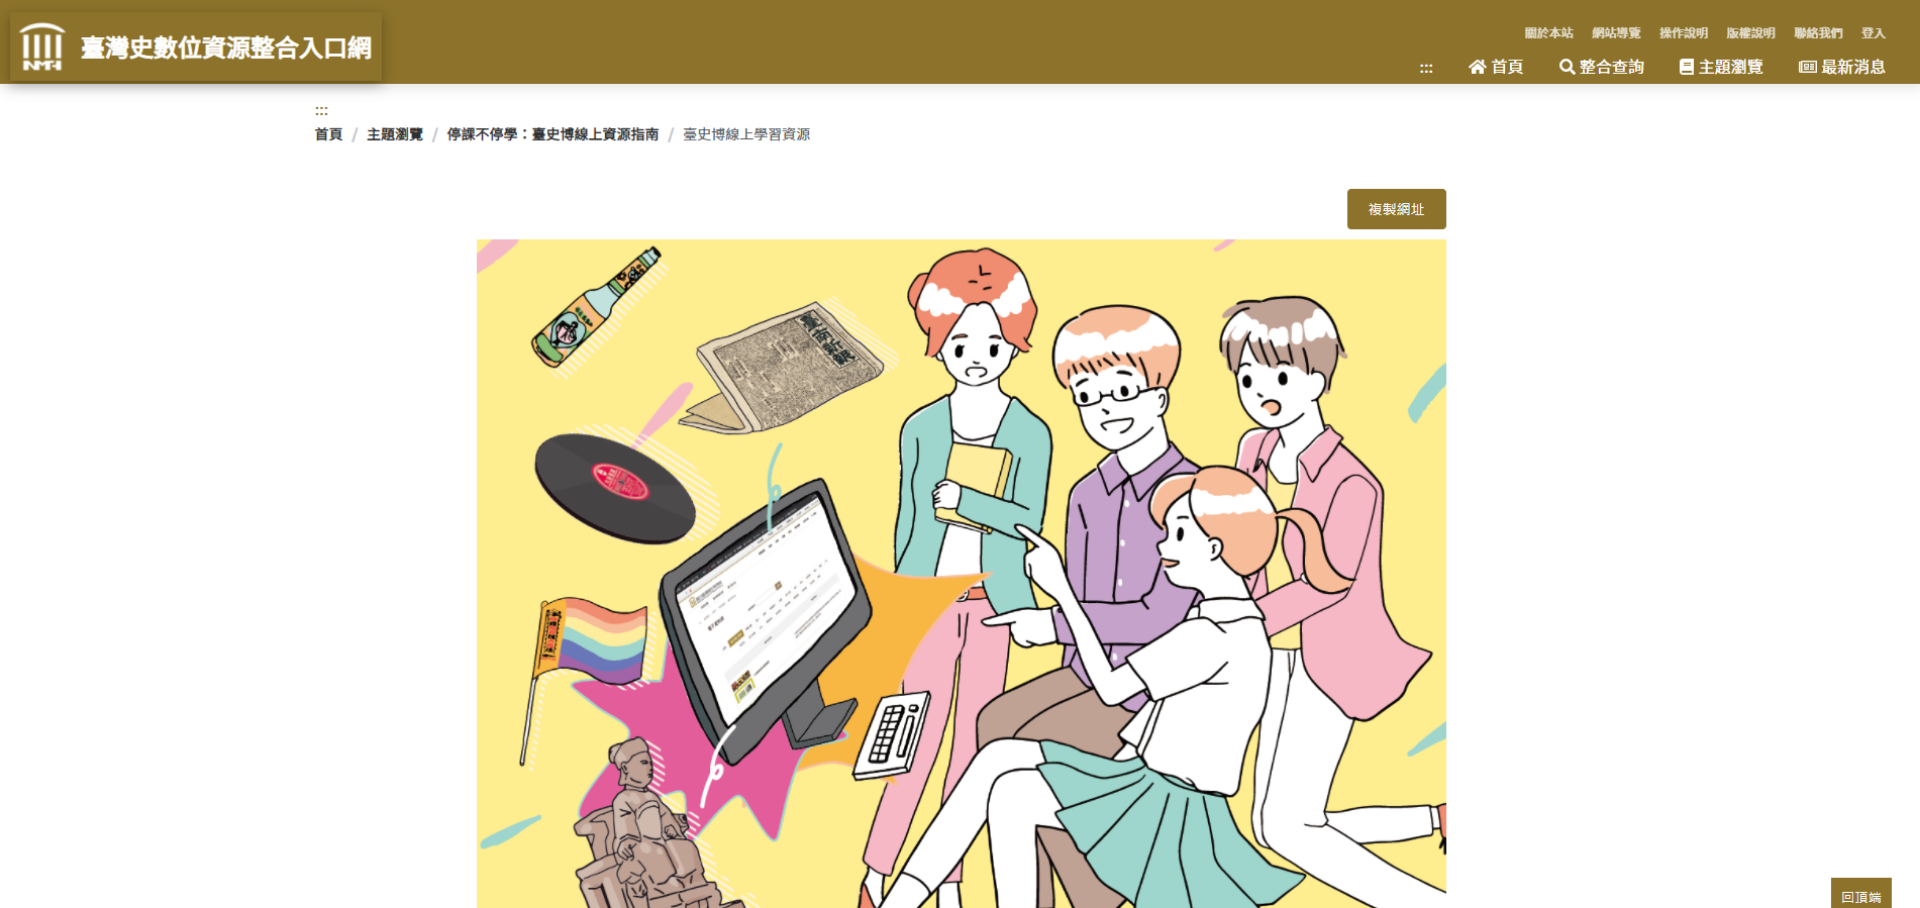 NMTH 臺灣史數位資源整合入口網
關於本站 網站導覽 操作說明 版權說明 聯絡我們 登入
::: 首頁 整合查詢 主題瀏覽 最新消息
:::
首頁 / 主題瀏覽 / 停課不停學：臺史博線上資源指南 / 臺史博線上學習資源
複製網址
臺南新報
回頂端